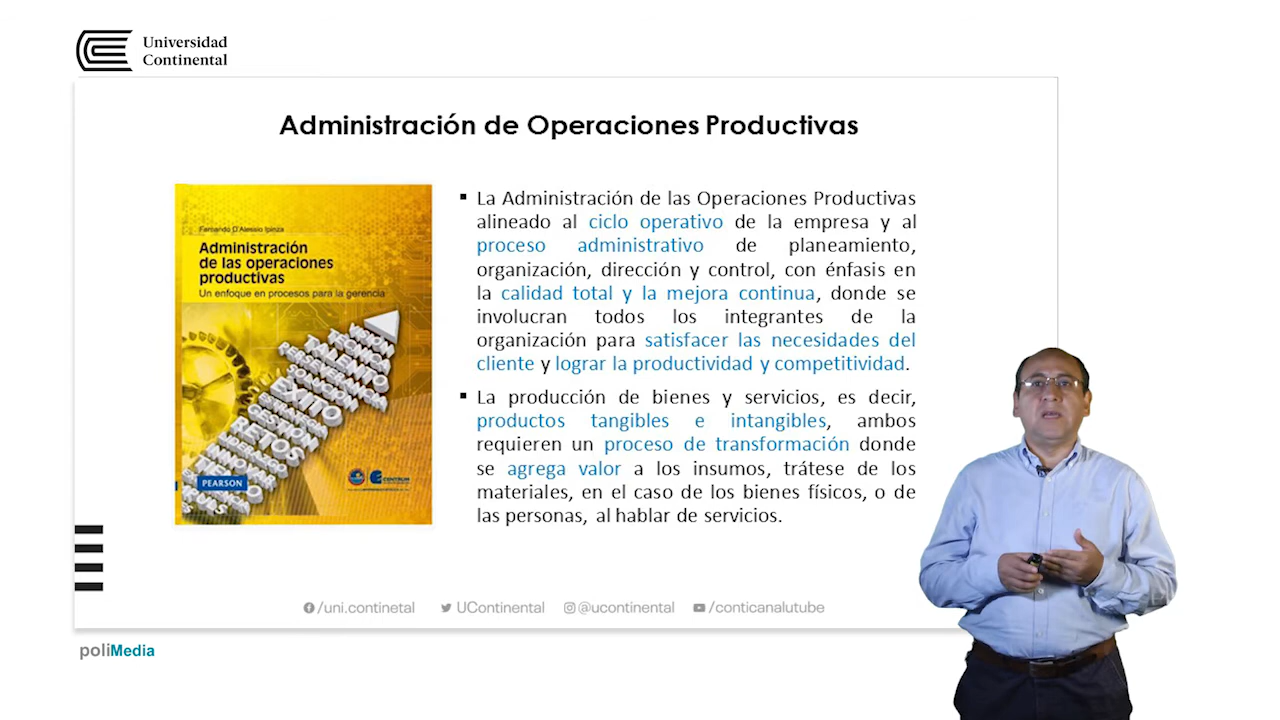 Universidad
Continental
Administración de Operaciones Productivas
Fernando D'Alessio Ipinza
Administración
de las operaciones
productivas
Un enfoque en procesos para la gerencia
VISIÓN
TALENTO
ÉXITO
GESTIÓN
RETOS
PEARSON
CENTRUM
▪ La Administración de las Operaciones Productivas
alineado al ciclo operativo de la empresa y al
proceso administrativo de planeamiento,
organización, dirección y control, con énfasis en
la calidad total y la mejora continua, donde se
involucran todos los integrantes de la
organización para satisfacer las necesidades del
cliente y lograr la productividad y competitividad.
▪ La producción de bienes y servicios, es decir,
productos tangibles e intangibles, ambos
requieren un proceso de transformación donde
se agrega valor a los insumos, trátese de los
materiales, en el caso de los bienes físicos, o de
las personas, al hablar de servicios.
/uni.continetal UContinental @ucontinental /conticanalutube
poliMedia